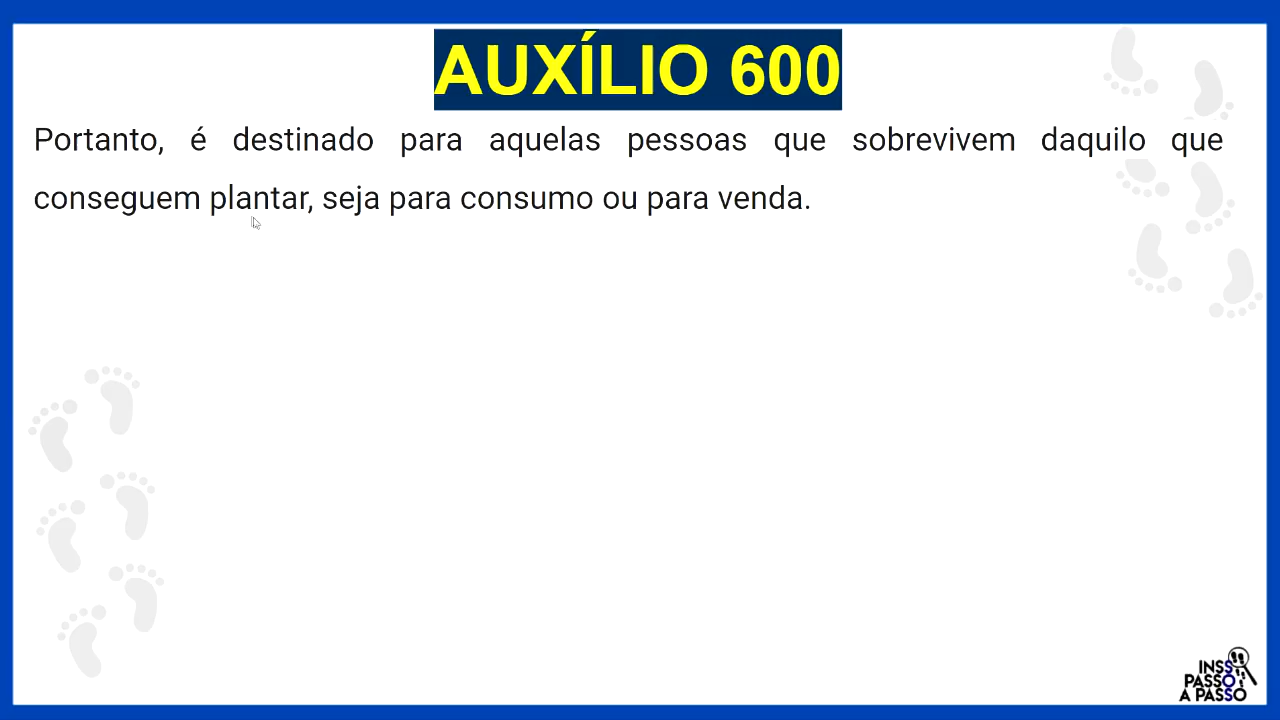 AUXÍLIO 600
Portanto, é destinado para aquelas pessoas que sobrevivem daquilo que
conseguem plantar, seja para consumo ou para venda.
INSS
PASSO
A PASSO